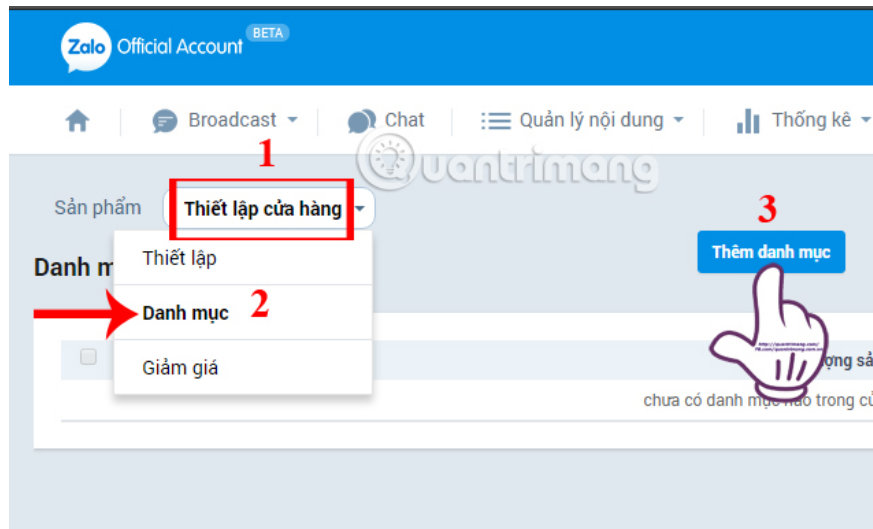 Zalo Official Account BETA
Broadcast Chat Quản lý nội dung Thống kê
1
Quantrimang
Sản phẩm Thiết lập cửa hàng
3
Thiết lập
Thêm danh mục
Danh m
Danh mục 2
Giảm giá
chưa có danh mục nào trong